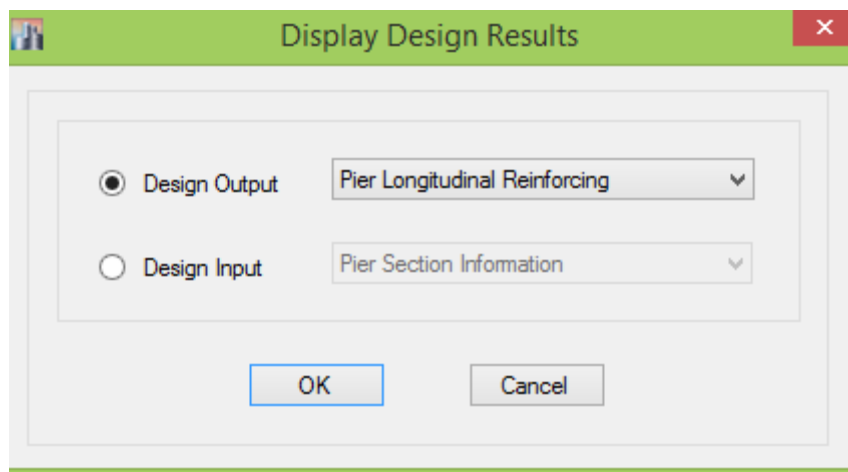 Display Design Results
Design Output Pier Longitudinal Reinforcing
Design Input Pier Section Information
OK Cancel